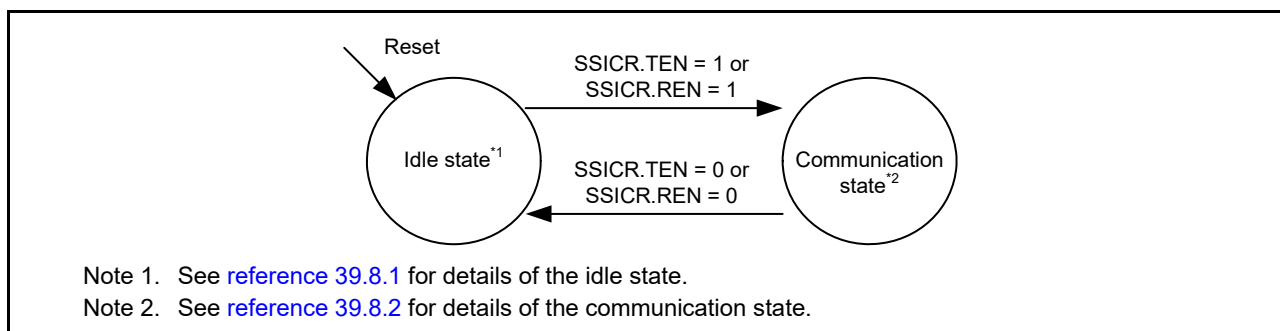 Reset
SSICR.TEN = 1 or
SSICR.REN = 1
Idle state*1
Communication
state*2
SSICR.TEN = 0 or
SSICR.REN = 0
Note 1. See reference 39.8.1 for details of the idle state.
Note 2. See reference 39.8.2 for details of the communication state.